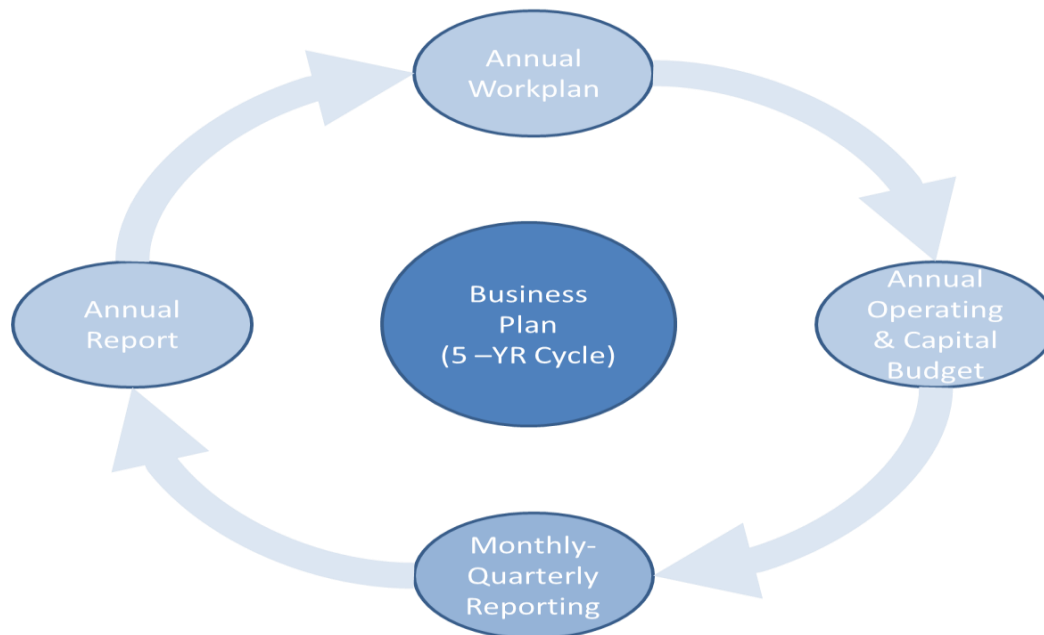 Annual
Workplan
Annual
Operating
& Capital
Budget
Monthly-
Quarterly
Reporting
Annual
Report
Business
Plan
(5 –YR Cycle)